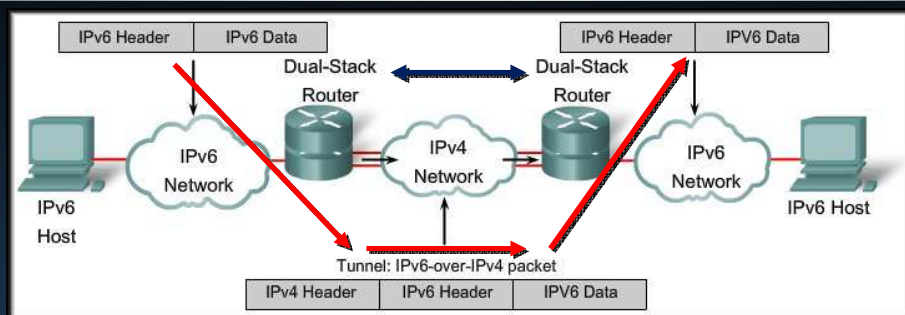 IPv6 Header IPv6 Data
IPv6 Header IPV6 Data
Dual-Stack
Router
Dual-Stack
Router
IPv6
Network
IPv4
Network
IPv6
Network
IPv6
Host
IPv6 Host
Tunnel: IPv6-over-IPv4 packet
IPv4 Header IPv6 Header IPV6 Data